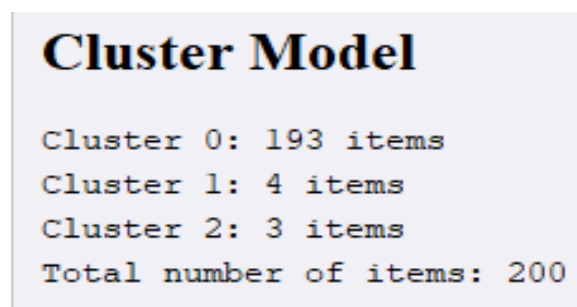 Cluster Model
Cluster 0: 193 items
Cluster 1: 4 items
Cluster 2: 3 items
Total number of items: 200